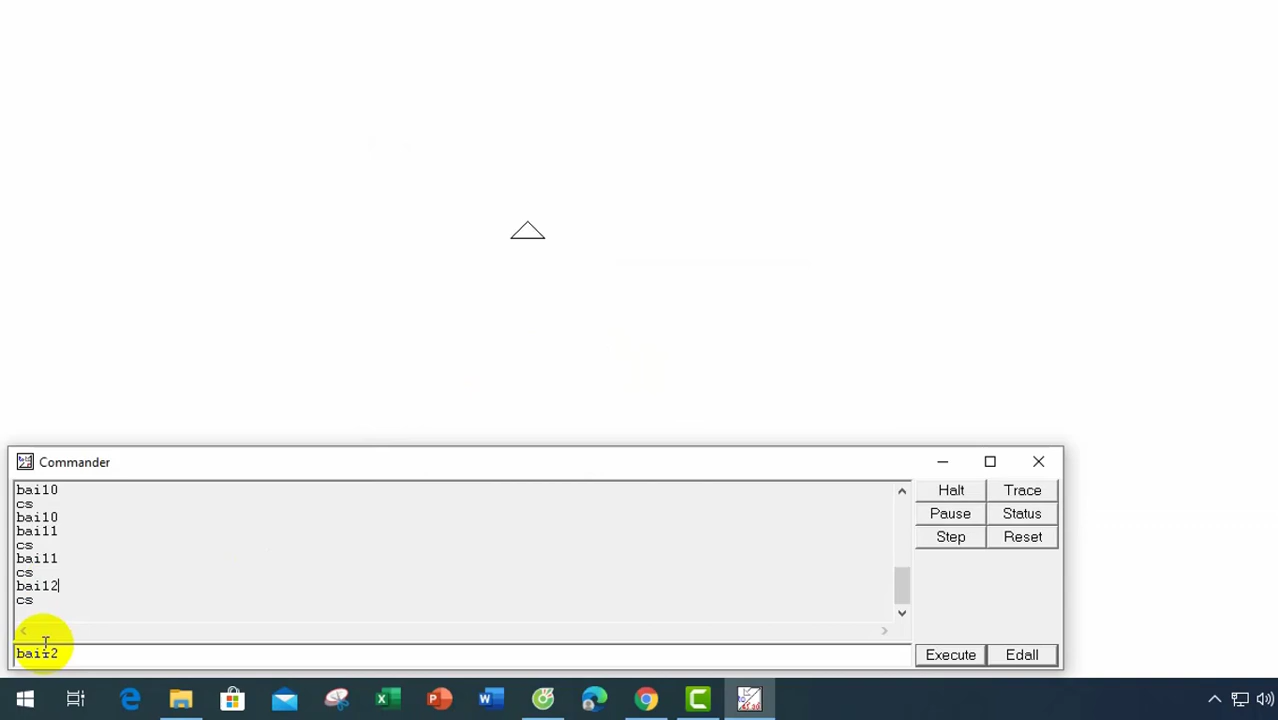 Commander
bai10
cs
bai10
bai11
cs
bai11
cs
bai12
cs
Halt
Trace
Pause
Status
Step
Reset
bai12
Execute
Edall